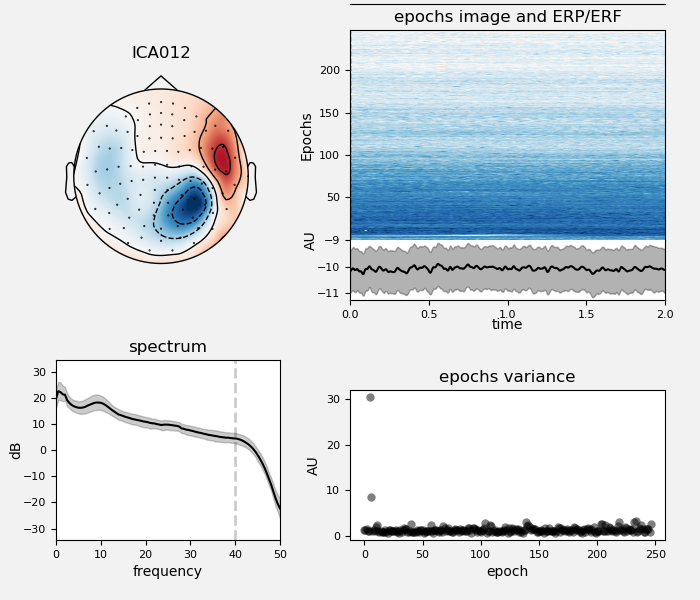 ICA012
epochs image and ERP/ERF
Epochs
200
150
100
50
AU
−9
−10
−11
0.0 0.5 1.0 1.5 2.0
time
spectrum
dB
30
20
10
0
−10
−20
−30
0 10 20 30 40 50
frequency
epochs variance
AU
30
20
10
0
0 50 100 150 200 250
epoch